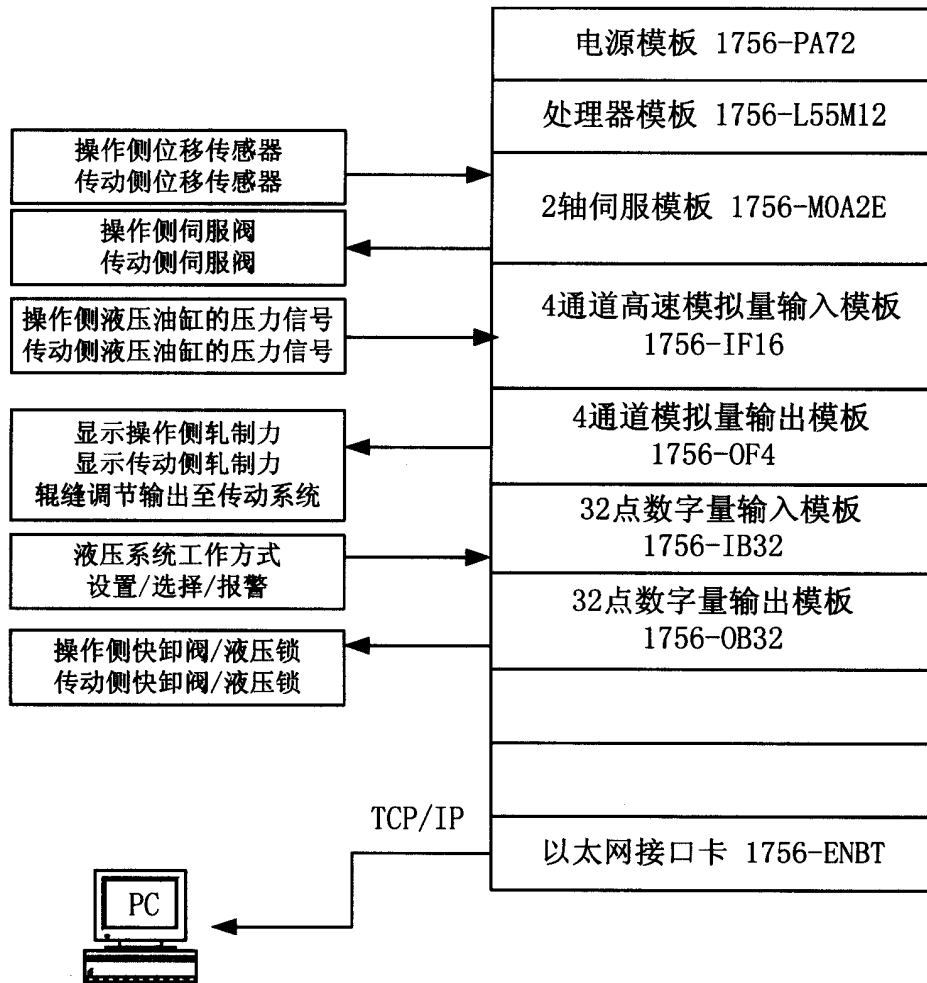 电源模板 1756-PA72
处理器模板 1756-L55M12
操作侧位移传感器
传动侧位移传感器
2轴伺服模板 1756-MOA2E
操作侧伺服阀
传动侧伺服阀
操作侧液压油缸的压力信号
传动侧液压油缸的压力信号
4通道高速模拟量输入模板
1756-IF16
显示操作侧轧制力
显示传动侧轧制力
辊缝调节输出至传动系统
4通道模拟量输出模板
1756-OF4
液压系统工作方式
设置/选择/报警
32点数字量输入模板
1756-IB32
操作侧快卸阀/液压锁
传动侧快卸阀/液压锁
32点数字量输出模板
1756-OB32
TCP/IP
以太网接口卡 1756-ENBT
PC